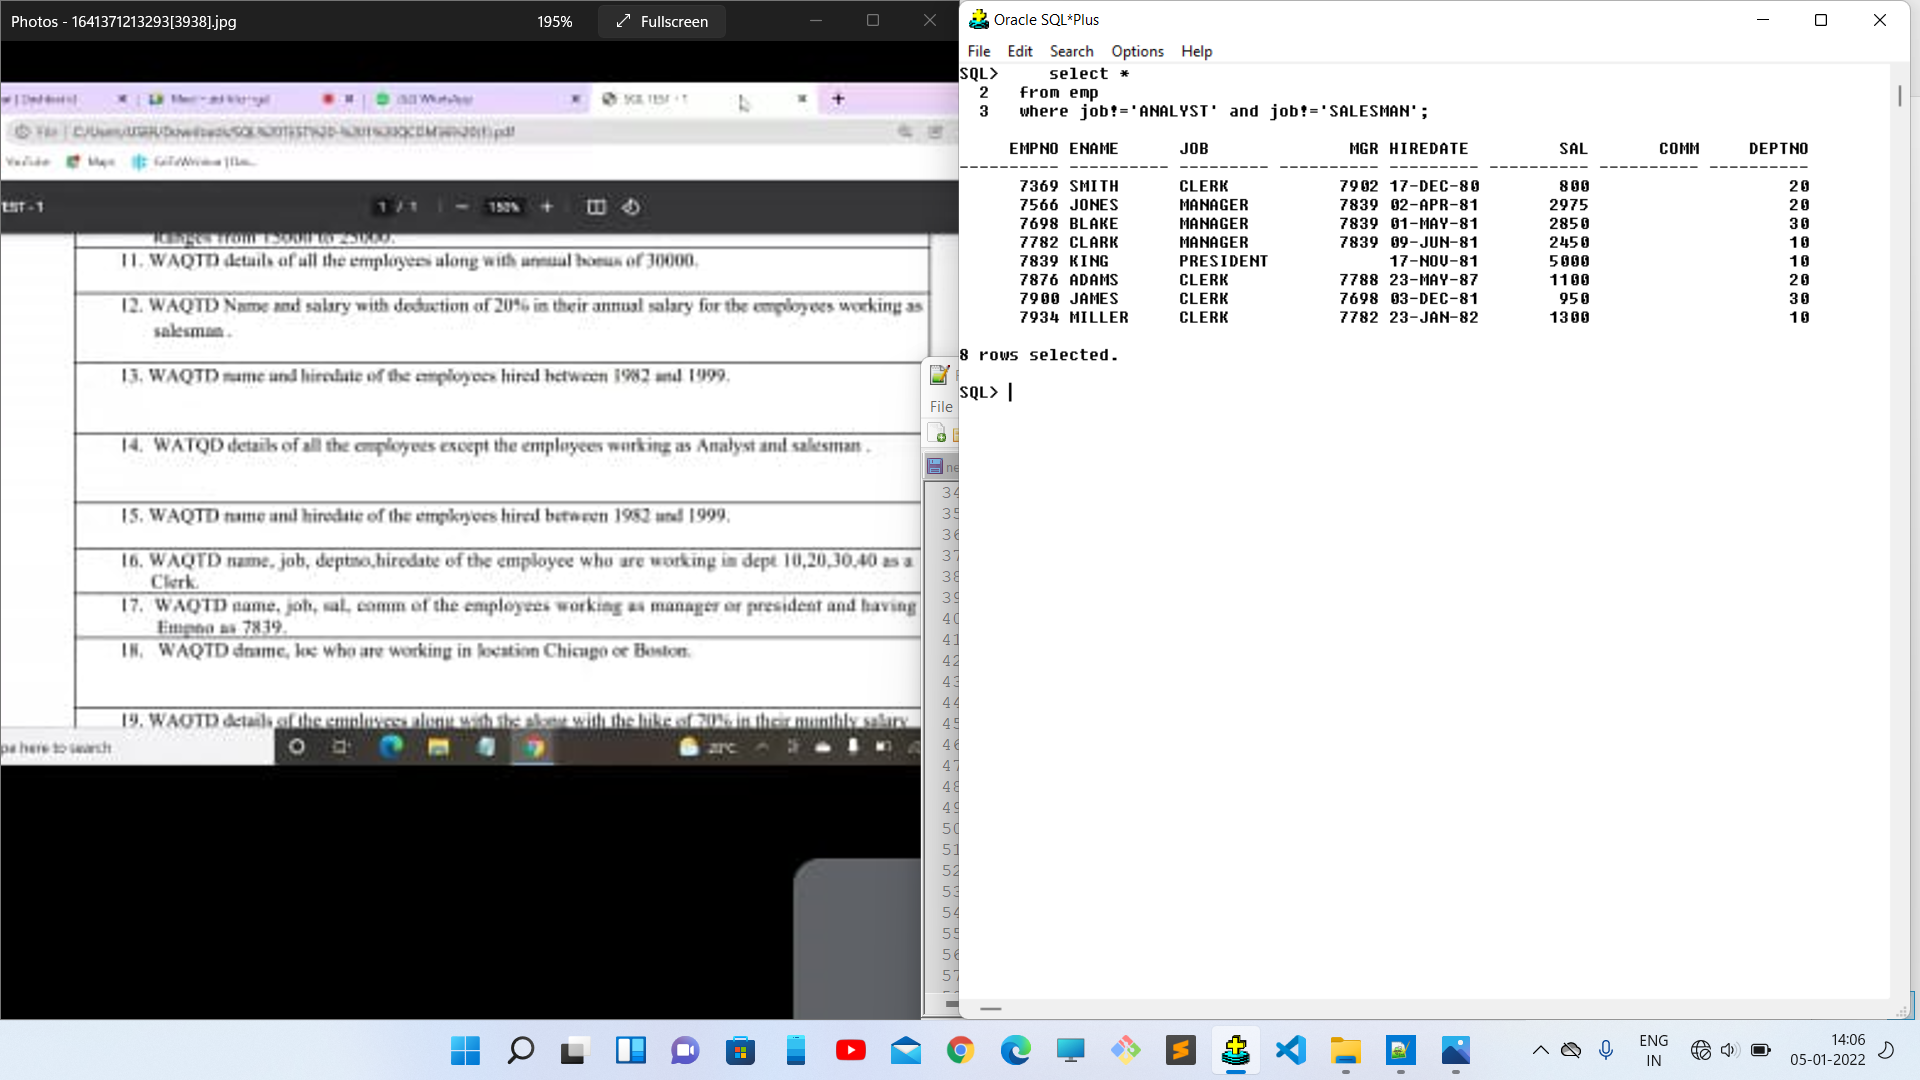 Photos - 1641371213293[3938].jpg
195%
Fullscreen
SQL TEST - 1
YouTube
Maps
EST - 1
1 / 1
150%
Ranges from 15000 to 25000.
11. WAQTD details of all the employees along with annual bonus of 30000.
12. WAQTD Name and salary with deduction of 20% in their annual salary for the employees working as
salesman .
13. WAQTD name and hiredate of the employees hired between 1982 and 1999.
14. WATQD details of all the employees except the employees working as Analyst and salesman .
15. WAQTD name and hiredate of the employees hired between 1982 and 1999.
16. WAQTD name, job, deptno,hiredate of the employee who are working in dept 10,20,30,40 as a
Clerk.
17. WAQTD name, job, sal, comm of the employees working as manager or president and having
Empno as 7839.
18. WAQTD dname, loc who are working in location Chicago or Boston.
19. WAQTD details of the employees along with the along with the hike of 70% in their monthly salary
pe here to search
20°C
File
ne
34
35
36
37
38
39
40
41
42
43
44
45
46
47
48
49
50
51
52
53
54
55
56
57
Oracle SQL*Plus
File Edit Search Options Help
SQL> select *
2 from emp
3 where job!='ANALYST' and job!='SALESMAN';
EMPNO ENAME JOB MGR HIREDATE SAL COMM DEPTNO
---------- ---------- --------- ---------- --------- ---------- ---------- ----------
7369 SMITH CLERK 7902 17-DEC-80 800 20
7566 JONES MANAGER 7839 02-APR-81 2975 20
7698 BLAKE MANAGER 7839 01-MAY-81 2850 30
7782 CLARK MANAGER 7839 09-JUN-81 2450 10
7839 KING PRESIDENT 17-NOV-81 5000 10
7876 ADAMS CLERK 7788 23-MAY-87 1100 20
7900 JAMES CLERK 7698 03-DEC-81 950 30
7934 MILLER CLERK 7782 23-JAN-82 1300 10
8 rows selected.
SQL>
ENG
IN
14:06
05-01-2022